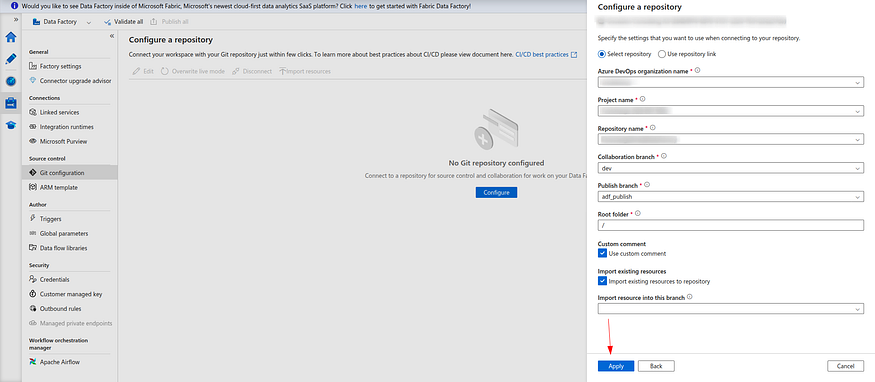 Would you like to see Data Factory inside of Microsoft Fabric, Microsoft's newest cloud-first data analytics SaaS platform? Click here to get started with Fabric Data Factory!
Data Factory
Validate all
Publish all
General
Factory settings
Connector upgrade advisor
Connections
Linked services
Integration runtimes
Microsoft Purview
Source control
Git configuration
ARM template
Author
Triggers
Global parameters
Data flow libraries
Security
Credentials
Customer managed key
Outbound rules
Managed private endpoints
Workflow orchestration
manager
Apache Airflow
Configure a repository
Connect your workspace with your Git repository just within few clicks. To learn more about best practices about CI/CD please view document here. CI/CD best practices
Edit Overwrite live mode Disconnect Import resources
No Git repository configured
Connect to a repository for source control and collaboration for work on your Data Fa
Configure
Configure a repository
Specify the settings that you want to use when connecting to your repository.
Select repository Use repository link
Azure DevOps organization name *
Project name *
Repository name *
Collaboration branch *
dev
Publish branch *
adf_publish
Root folder *
/
Custom comment
Use custom comment
Import existing resources
Import existing resources to repository
Import resource into this branch
Apply Back Cancel